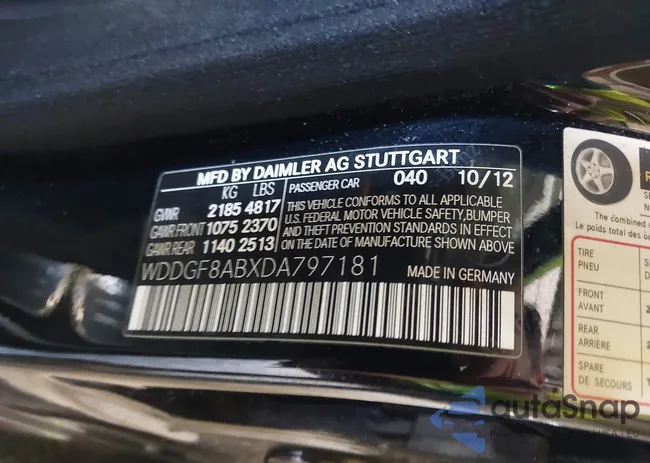 MFD BY DAIMLER AG STUTTGART
KG LBS
GVWR 2185 4817
GAWR FRONT 1075 2370
GAWR REAR 1140 2513
PASSENGER CAR 040 10/12
THIS VEHICLE CONFORMS TO ALL APPLICABLE
U.S. FEDERAL MOTOR VEHICLE SAFETY, BUMPER
AND THEFT PREVENTION STANDARDS IN EFFECT
ON THE DATE OF MANUFACTURE SHOWN ABOVE
WDDGF8ABXDA797181
MADE IN GERMANY
The combined
Le poids total des
TIRE
PNEU
FRONT
AVANT
REAR
ARRIÈRE
SPARE
DE SECOURS
autoSnap